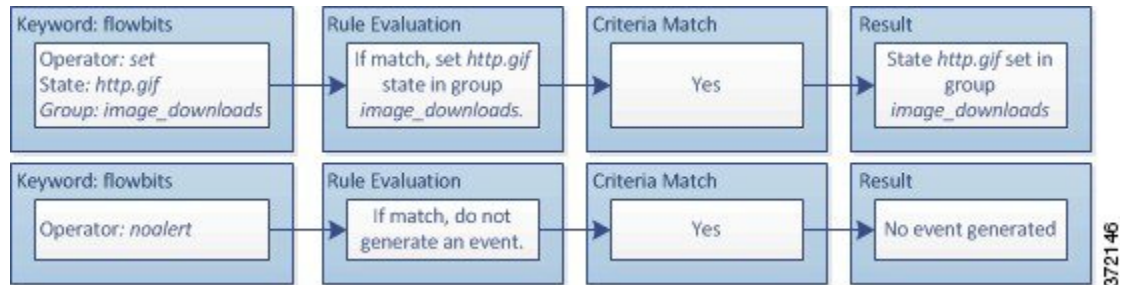 Keyword: flowbits
Operator: set
State: http.gif
Group: image_downloads
Rule Evaluation
If match, set http.gif
state in group
image_downloads.
Criteria Match
Yes
Result
State http.gif set in
group
image_downloads
Keyword: flowbits
Operator: noalert
Rule Evaluation
If match, do not
generate an event.
Criteria Match
Yes
Result
No event generated
372146